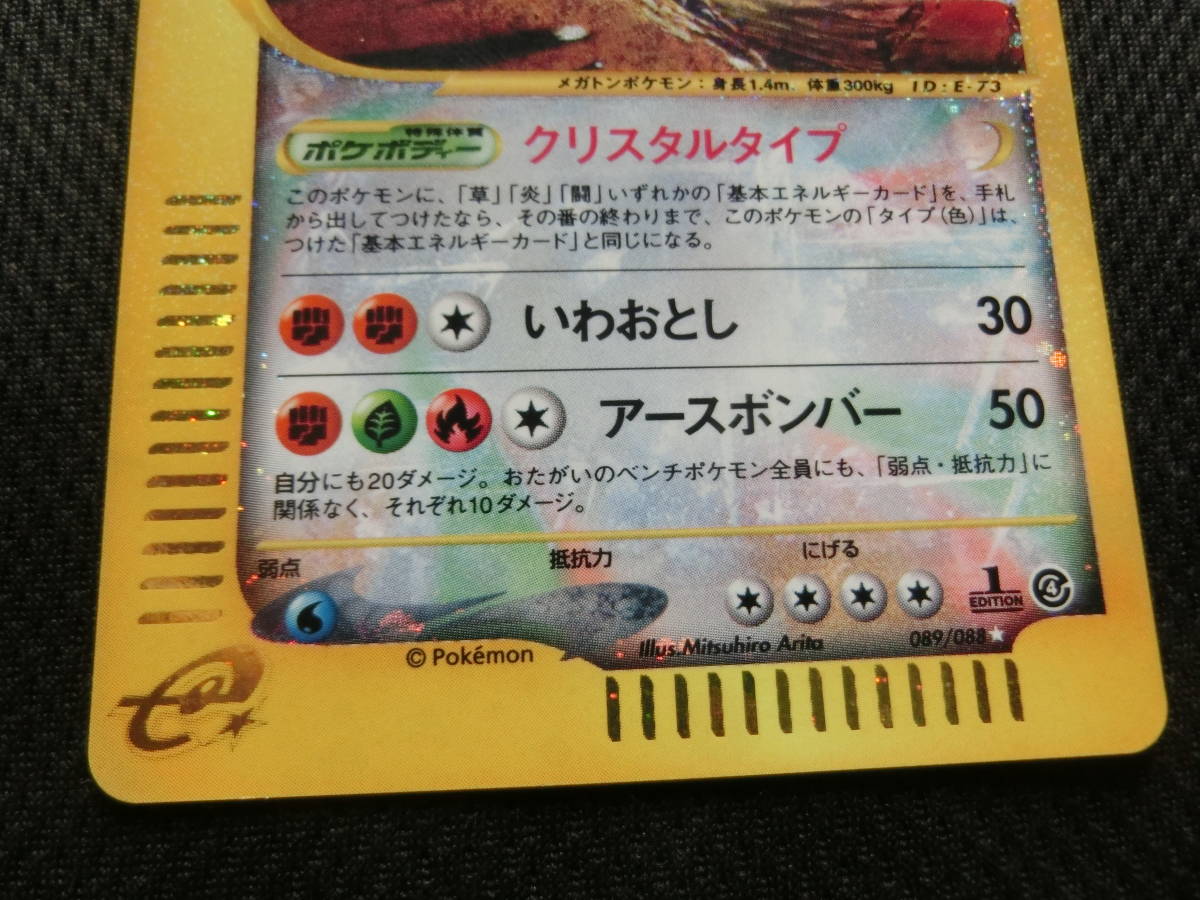 メガトンポケモン：身長1.4m、体重300kg ID：E-73
特殊体質
ポケボディー クリスタルタイプ
このポケモンに、「草」「炎」「闘」いずれかの「基本エネルギーカード」を、手札
から出してつけたなら、その番の終わりまで、このポケモンの「タイプ（色）」は、
つけた「基本エネルギーカード」と同じになる。
いわおとし 30
アースボンバー 50
自分にも20ダメージ。おたがいのベンチポケモン全員にも、「弱点・抵抗力」に
関係なく、それぞれ10ダメージ。
弱点 抵抗力 にげる
1
EDITION
4
Illus. Mitsuhiro Arita 089/088★
© Pokémon
e